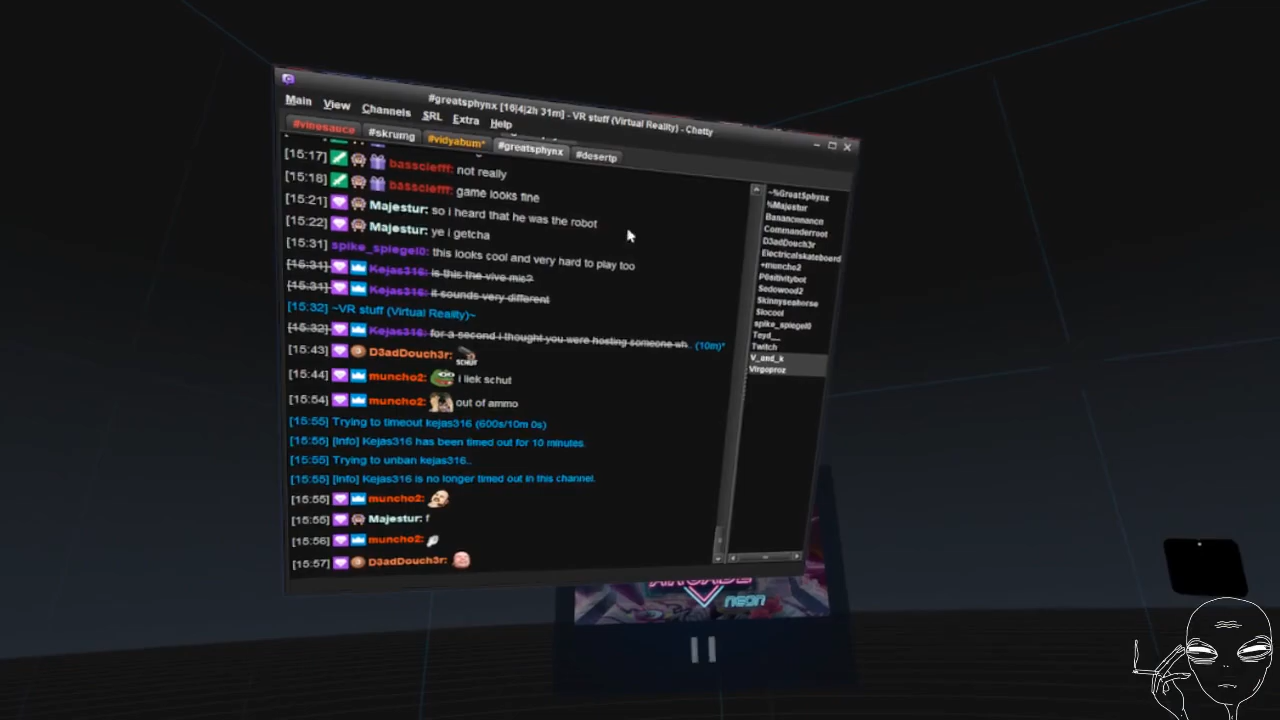 #greatsphynx [16|4|2h 31m] - VR stuff (Virtual Reality) - Chatty
Main View Channels SRL Extra Help
#vinesauce #skrumg #vidyabum* #greatsphynx #desertp
[15:17] bassclefff: not really
[15:18] bassclefff: game looks fine
[15:21] Majestur: so i heard that he was the robot
[15:22] Majestur: ye i getcha
[15:31] spike_spiegel0: this looks cool and very hard to play too
[15:31] Kejas316: is this the vive mic?
[15:31] Kejas316: it sounds very different
[15:32] ~VR stuff (Virtual Reality)~
[15:32] Kejas316: for a second i thought you were hosting someone wh.. (10m)*
[15:43] D3adDouch3r:
SCHUT
[15:44] muncho2: i liek schut
[15:54] muncho2: out of ammo
[15:55] Trying to timeout kejas316 (600s/10m 0s)
[15:55] [Info] Kejas316 has been timed out for 10 minutes.
[15:55] Trying to unban kejas316..
[15:55] [Info] Kejas316 is no longer timed out in this channel.
[15:55] muncho2:
[15:55] Majestur: f
[15:56] muncho2:
[15:57] D3adDouch3r:
~%GreatSphynx
%Majestur
Banancmnancn
Commanderroot
D3adDouch3r
Electricalskateboard
+muncho2
P0sitivitybot
Sedowood2
Skinnyseahorse
Slocool
spike_spiegel0
Teyd__
Twitch
V_and_k
Virgoproz
ARCADE
NEON